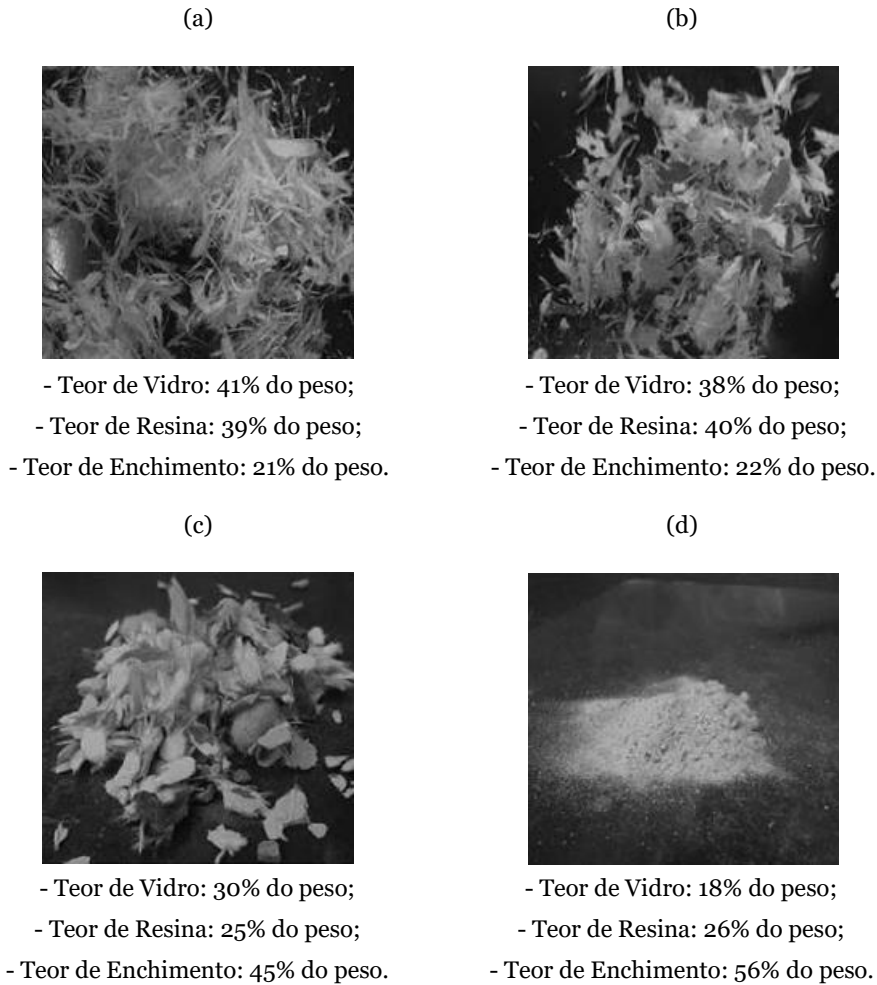 (a)
(b)
- Teor de Vidro: 41% do peso;
- Teor de Resina: 39% do peso;
- Teor de Enchimento: 21% do peso.
- Teor de Vidro: 38% do peso;
- Teor de Resina: 40% do peso;
- Teor de Enchimento: 22% do peso.
(c)
(d)
- Teor de Vidro: 30% do peso;
- Teor de Resina: 25% do peso;
- Teor de Enchimento: 45% do peso.
- Teor de Vidro: 18% do peso;
- Teor de Resina: 26% do peso;
- Teor de Enchimento: 56% do peso.